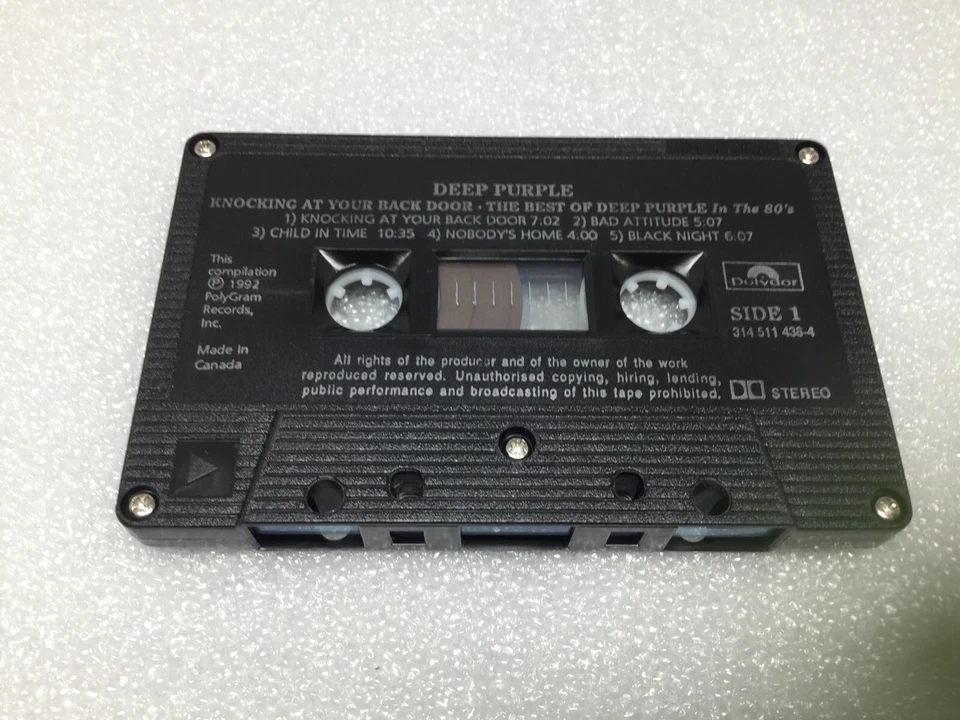 DEEP PURPLE
KNOCKING AT YOUR BACK DOOR • THE BEST OF DEEP PURPLE In The 80's
1) KNOCKING AT YOUR BACK DOOR 7:02 2) BAD ATTITUDE 5:07
3) CHILD IN TIME 10:35 4) NOBODY'S HOME 4:00 5) BLACK NIGHT 6:07
This
compilation
℗ 1992
PolyGram
Records,
Inc.
Made in
Canada
Polydor
SIDE 1
314 511 438-4
All rights of the producer and of the owner of the work
reproduced reserved. Unauthorised copying, hiring, lending,
public performance and broadcasting of this tape prohibited.
STEREO